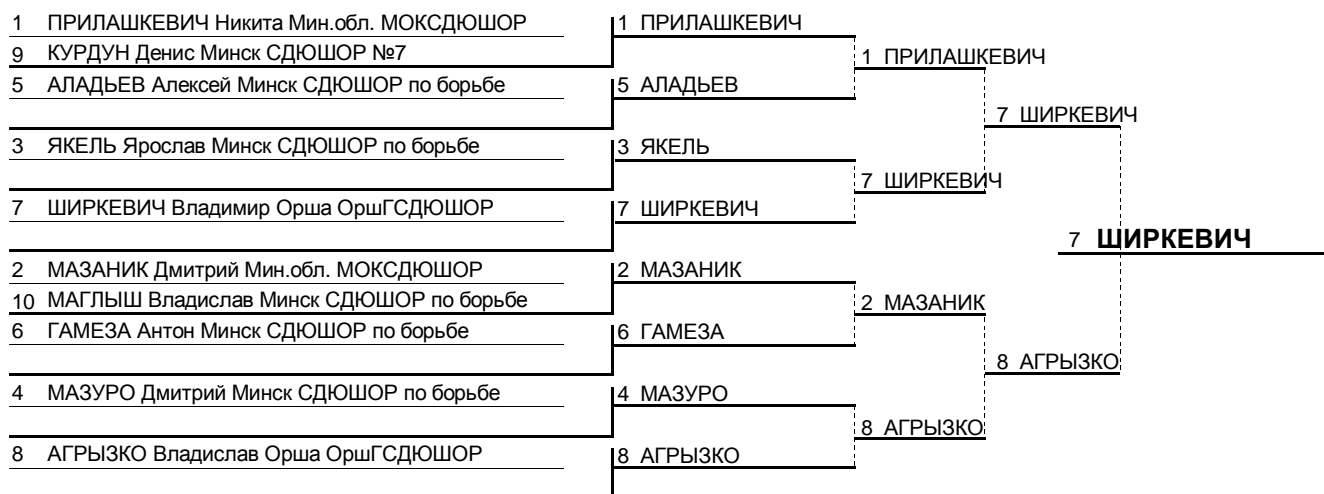 1 ПРИЛАШКЕВИЧ Никита Мин.обл. МОКСДЮШОР
1 ПРИЛАШКЕВИЧ
9 КУРДУН Денис Минск СДЮШОР №7
1 ПРИЛАШКЕВИЧ
5 АЛАДЬЕВ Алексей Минск СДЮШОР по борьбе
5 АЛАДЬЕВ
7 ШИРКЕВИЧ
3 ЯКЕЛЬ Ярослав Минск СДЮШОР по борьбе
3 ЯКЕЛЬ
7 ШИРКЕВИЧ
7 ШИРКЕВИЧ Владимир Орша ОршГСДЮШОР
7 ШИРКЕВИЧ
7 ШИРКЕВИЧ
2 МАЗАНИК Дмитрий Мин.обл. МОКСДЮШОР
2 МАЗАНИК
10 МАГЛЫШ Владислав Минск СДЮШОР по борьбе
2 МАЗАНИК
6 ГАМЕЗА Антон Минск СДЮШОР по борьбе
6 ГАМЕЗА
8 АГРЫЗКО
4 МАЗУРО Дмитрий Минск СДЮШОР по борьбе
4 МАЗУРО
8 АГРЫЗКО
8 АГРЫЗКО Владислав Орша ОршГСДЮШОР
8 АГРЫЗКО